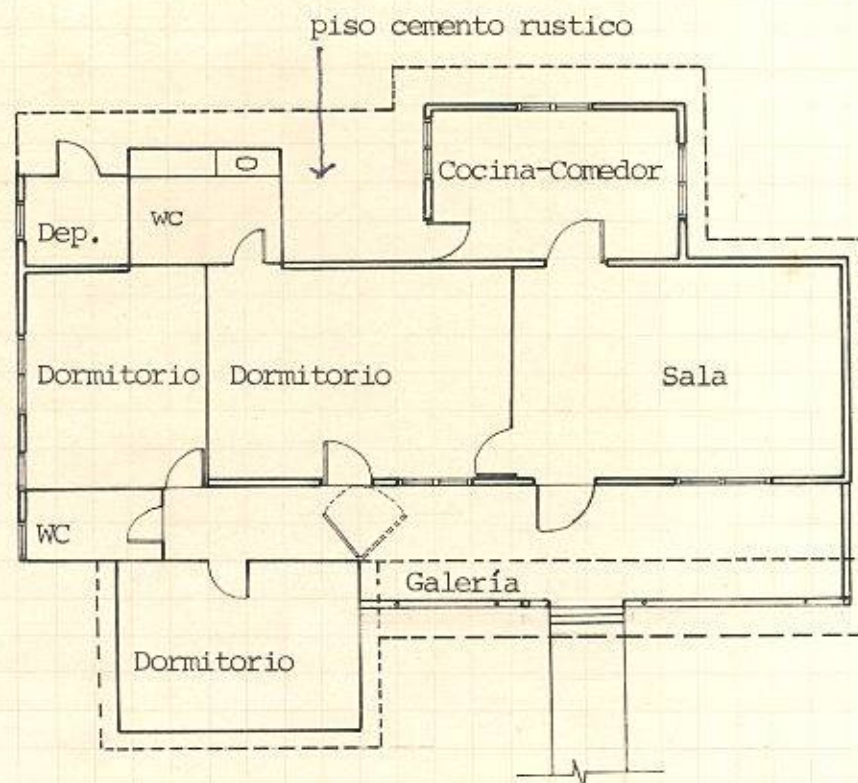 piso cemento rustico
Cocina-Comedor
Dep.
WC
Dormitorio
Dormitorio
Sala
WC
Galería
Dormitorio